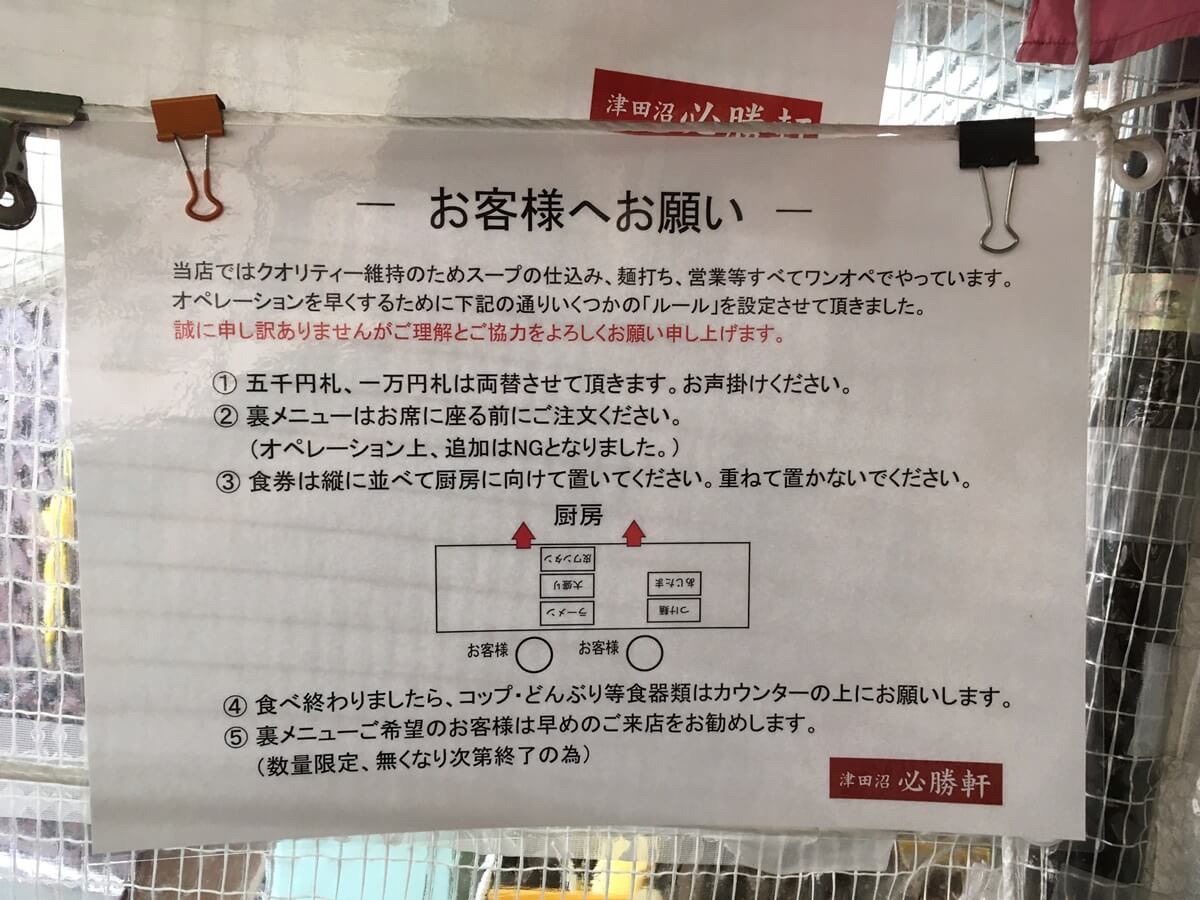 津田沼 必勝軒
― お客様へお願い ―
当店ではクオリティー維持のためスープの仕込み、麺打ち、営業等すべてワンオペでやっています。
オペレーションを早くするために下記の通りいくつかの「ルール」を設定させて頂きました。
誠に申し訳ありませんがご理解とご協力をよろしくお願い申し上げます。
① 五千円札、一万円札は両替させて頂きます。お声掛けください。
② 裏メニューはお席に座る前にご注文ください。
（オペレーション上、追加はNGとなりました。）
③ 食券は縦に並べて厨房に向けて置いてください。重ねて置かないでください。
厨房
皮ワンタン
大盛り
あじたま
ラーメン
つけ麺
お客様
お客様
④ 食べ終わりましたら、コップ・どんぶり等食器類はカウンターの上にお願いします。
⑤ 裏メニューご希望のお客様は早めのご来店をお勧めします。
（数量限定、無くなり次第終了の為）
津田沼 必勝軒